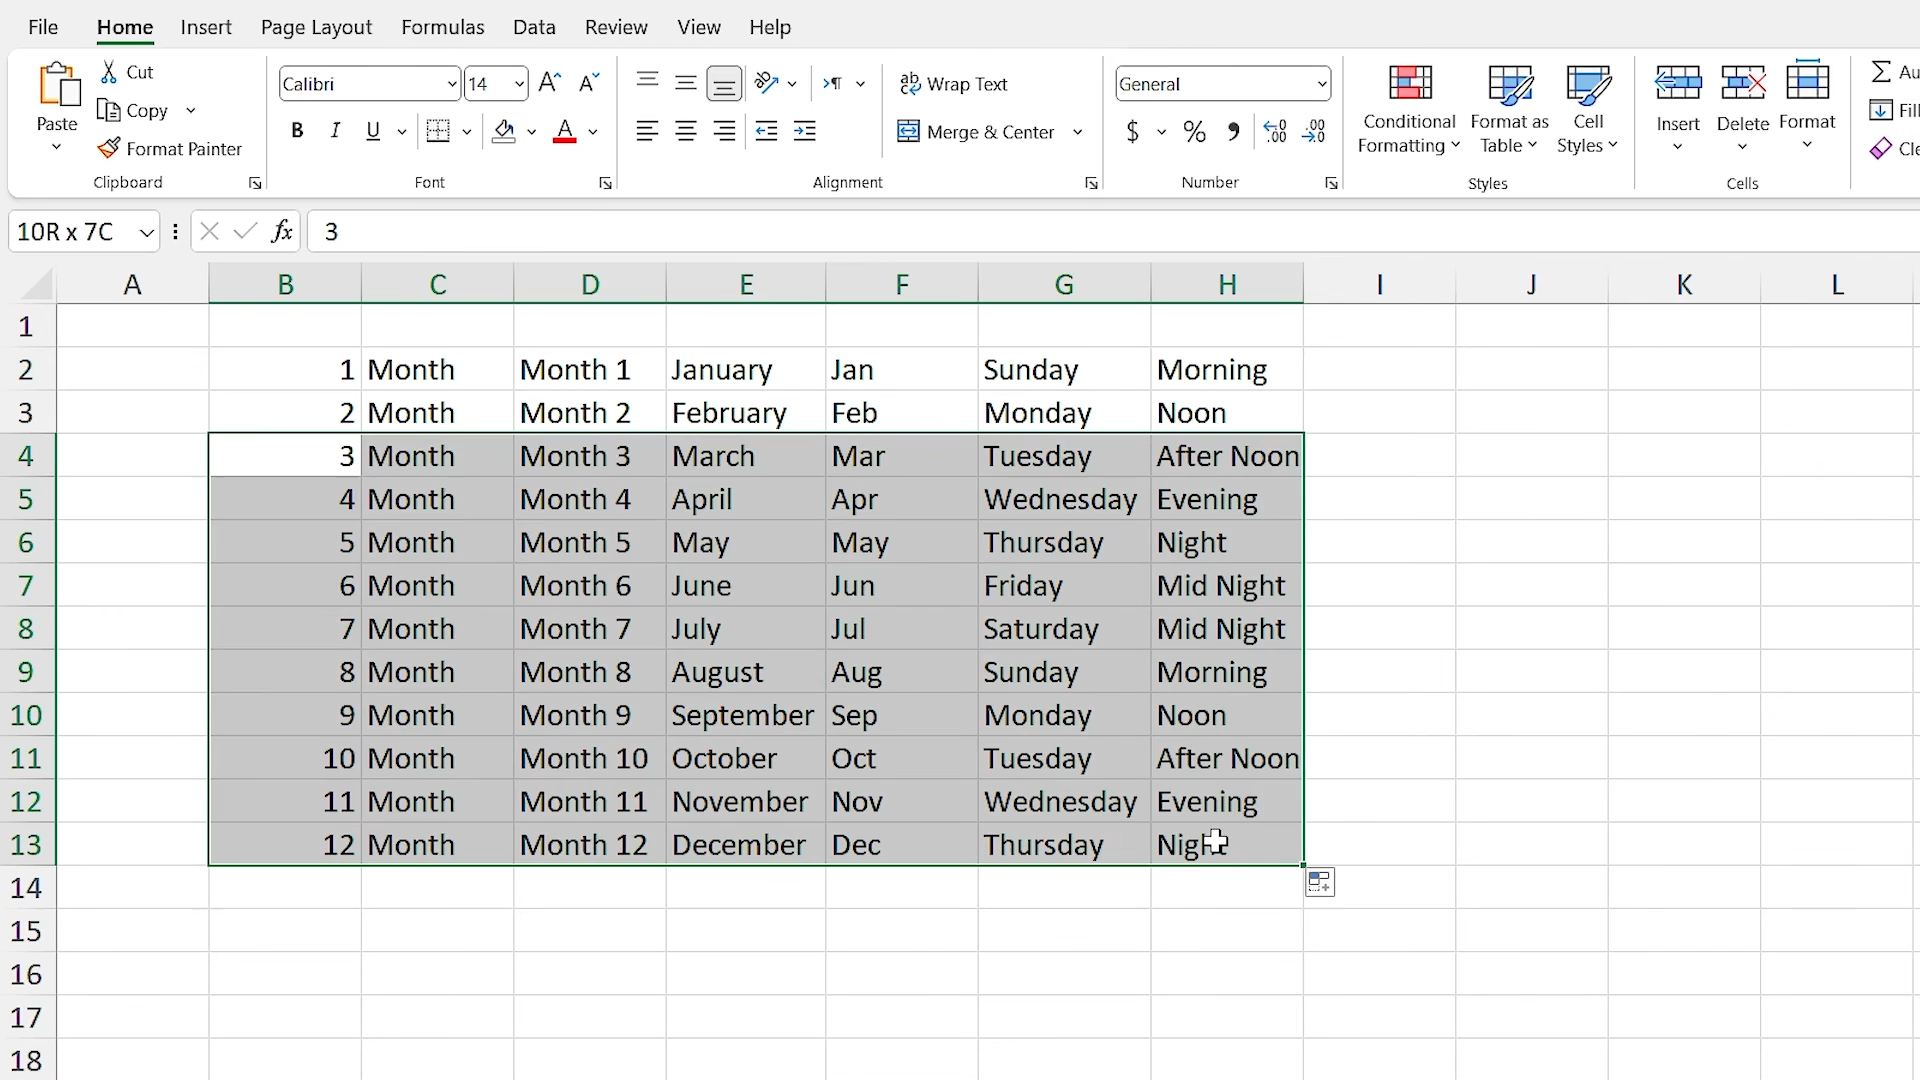 File Home Insert Page Layout Formulas Data Review View Help
Paste Cut Copy Format Painter Clipboard
Calibri 14 A A B I U A Font
ab Wrap Text Merge & Center Alignment
General $ % Number
Conditional Formatting Format as Table Cell Styles Styles
Insert Delete Format Cells
Σ Au
Fil
Cle
10R x 7C fx 3
A B C D E F G H I J K L
1
2 1 Month Month 1 January Jan Sunday Morning
3 2 Month Month 2 February Feb Monday Noon
4 3 Month Month 3 March Mar Tuesday After Noon
5 4 Month Month 4 April Apr Wednesday Evening
6 5 Month Month 5 May May Thursday Night
7 6 Month Month 6 June Jun Friday Mid Night
8 7 Month Month 7 July Jul Saturday Mid Night
9 8 Month Month 8 August Aug Sunday Morning
10 9 Month Month 9 September Sep Monday Noon
11 10 Month Month 10 October Oct Tuesday After Noon
12 11 Month Month 11 November Nov Wednesday Evening
13 12 Month Month 12 December Dec Thursday Night
14
15
16
17
18